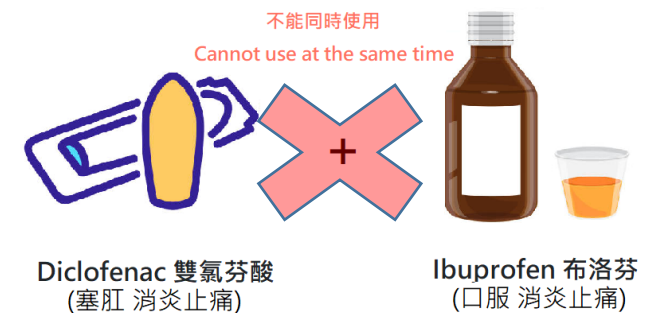 不能同時使用
Cannot use at the same time
+
Diclofenac 雙氯芬酸
(塞肛 消炎止痛)
Ibuprofen 布洛芬
(口服 消炎止痛)